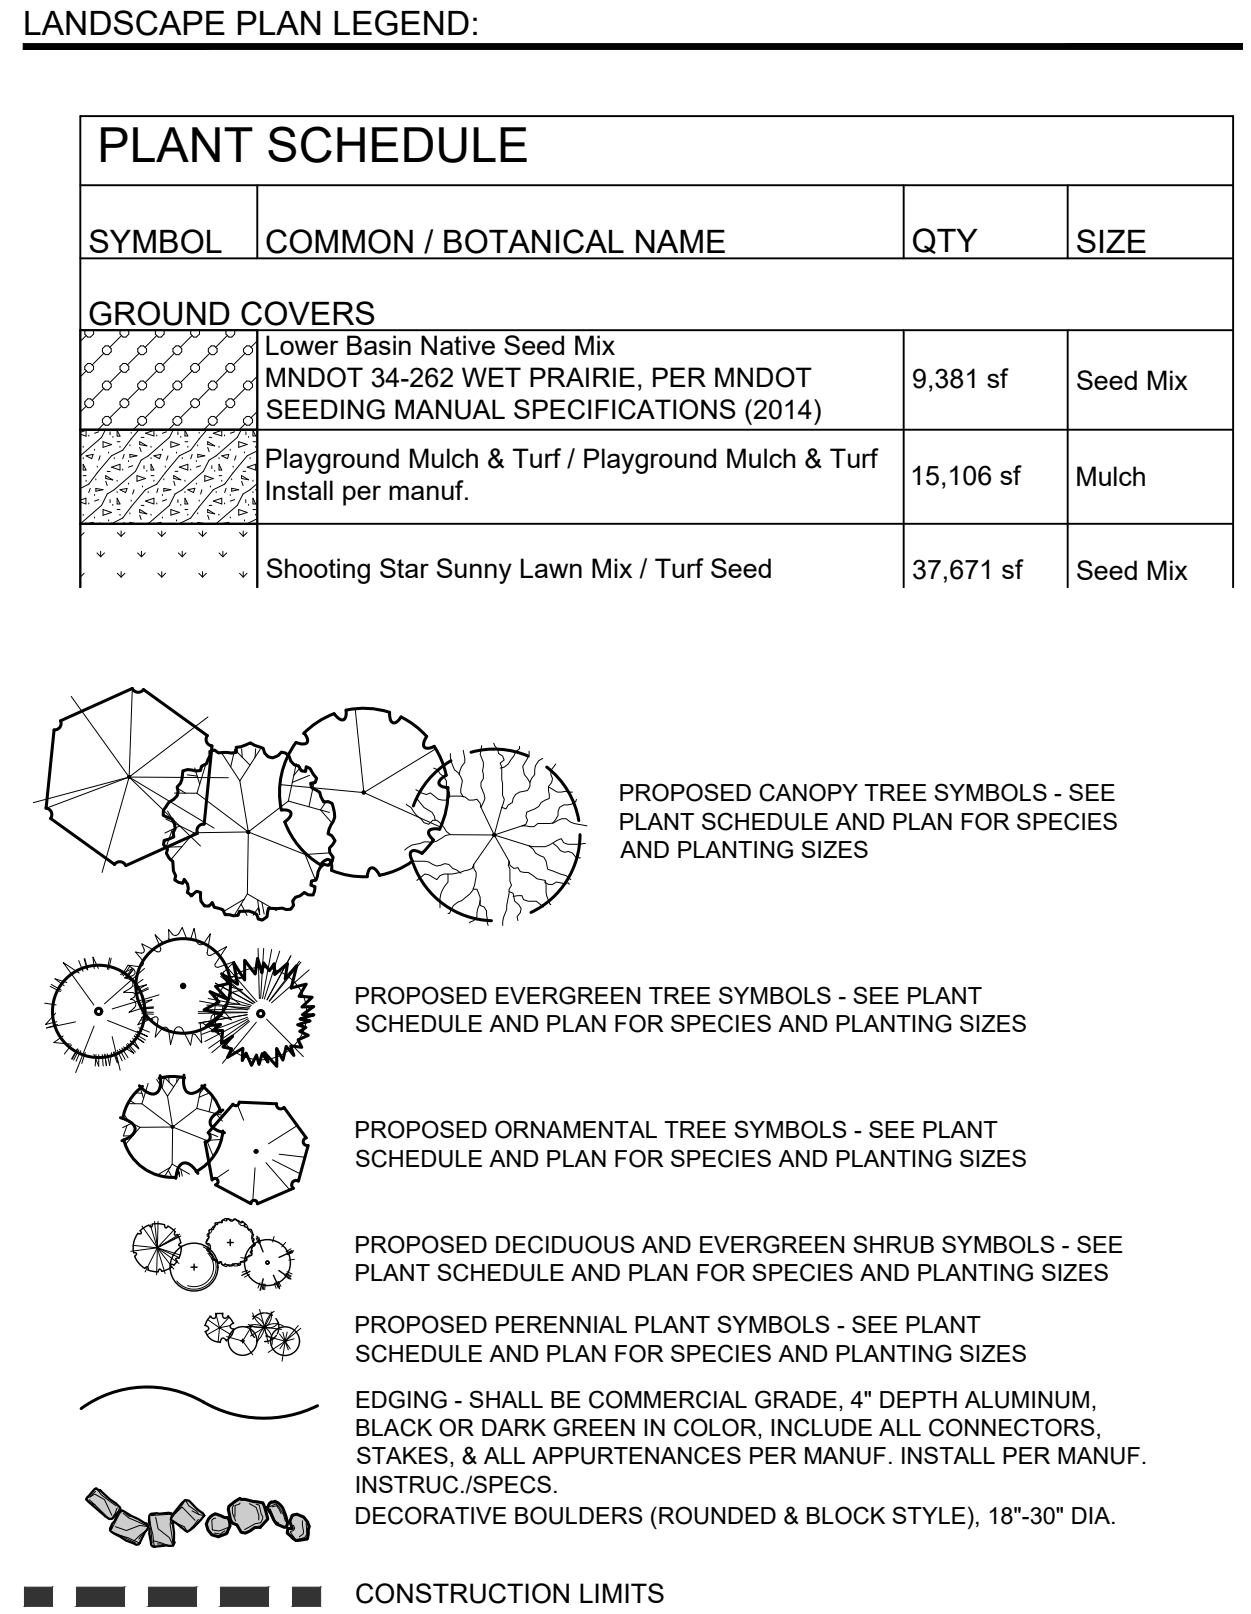 LANDSCAPE PLAN LEGEND:
PLANT SCHEDULE
SYMBOL COMMON / BOTANICAL NAME QTY SIZE
GROUND COVERS
Lower Basin Native Seed Mix
MNDOT 34-262 WET PRAIRIE, PER MNDOT
SEEDING MANUAL SPECIFICATIONS (2014)
9,381 sf Seed Mix
Playground Mulch & Turf / Playground Mulch & Turf
Install per manuf.
15,106 sf Mulch
Shooting Star Sunny Lawn Mix / Turf Seed 37,671 sf Seed Mix
PROPOSED CANOPY TREE SYMBOLS - SEE
PLANT SCHEDULE AND PLAN FOR SPECIES
AND PLANTING SIZES
PROPOSED EVERGREEN TREE SYMBOLS - SEE PLANT
SCHEDULE AND PLAN FOR SPECIES AND PLANTING SIZES
PROPOSED ORNAMENTAL TREE SYMBOLS - SEE PLANT
SCHEDULE AND PLAN FOR SPECIES AND PLANTING SIZES
PROPOSED DECIDUOUS AND EVERGREEN SHRUB SYMBOLS - SEE
PLANT SCHEDULE AND PLAN FOR SPECIES AND PLANTING SIZES
PROPOSED PERENNIAL PLANT SYMBOLS - SEE PLANT
SCHEDULE AND PLAN FOR SPECIES AND PLANTING SIZES
EDGING - SHALL BE COMMERCIAL GRADE, 4" DEPTH ALUMINUM,
BLACK OR DARK GREEN IN COLOR, INCLUDE ALL CONNECTORS,
STAKES, & ALL APPURTENANCES PER MANUF. INSTALL PER MANUF.
INSTRUC./SPECS.
DECORATIVE BOULDERS (ROUNDED & BLOCK STYLE), 18"-30" DIA.
CONSTRUCTION LIMITS